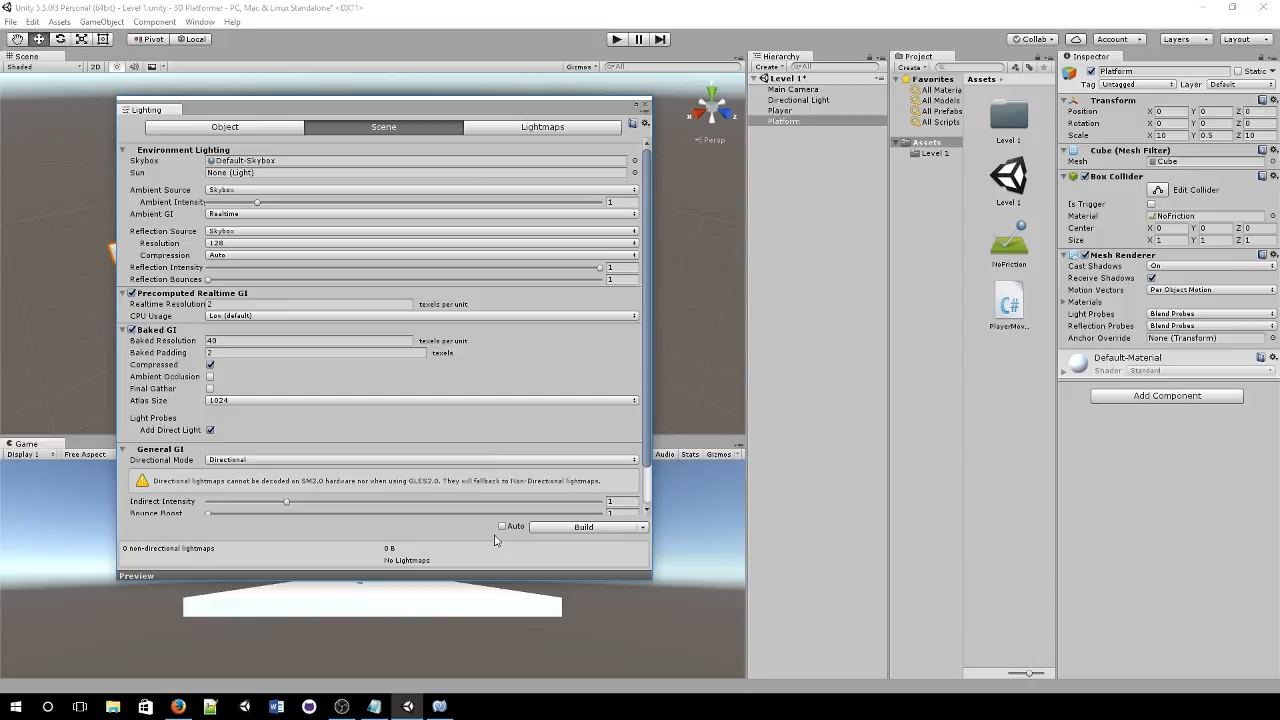 Unity 5.5.0f3 Personal (64bit) - Level 1.unity - 3D Platformer - PC, Mac & Linux Standalone* <DX11>
File Edit Assets GameObject Component Window Help
Pivot Local Collab Account Layers Layout
Scene
Shaded 2D Gizmos All
Persp
Lighting
Object Scene Lightmaps
Environment Lighting
Skybox Default-Skybox
Sun None (Light)
Ambient Source Skybox
Ambient Intensity 1
Ambient GI Realtime
Reflection Source Skybox
Resolution 128
Compression Auto
Reflection Intensity 1
Reflection Bounces 1
Precomputed Realtime GI
Realtime Resolution 2 texels per unit
CPU Usage Low (default)
Baked GI
Baked Resolution 40 texels per unit
Baked Padding 2 texels
Compressed
Ambient Occlusion
Final Gather
Atlas Size 1024
Light Probes
Add Direct Light
General GI
Directional Mode Directional
Directional lightmaps cannot be decoded on SM2.0 hardware nor when using GLES2.0. They will fallback to Non-Directional lightmaps.
Indirect Intensity 1
Bounce Boost 1
Auto Build
0 non-directional lightmaps 0 B
No Lightmaps
Preview
Game
Display 1 Free Aspect Audio Stats Gizmos
Hierarchy
Create All
Level 1*
Main Camera
Directional Light
Player
Platform
Project
Create
Favorites
All Materia
All Models
All Prefabs
All Scripts
Assets
Level 1
Assets
Level 1
Level 1
NoFriction
PlayerMov...
Inspector
Platform Static
Tag Untagged Layer Default
Transform
Position X 0 Y 0 Z 0
Rotation X 0 Y 0 Z 0
Scale X 10 Y 0.5 Z 10
Cube (Mesh Filter)
Mesh Cube
Box Collider
Edit Collider
Is Trigger
Material NoFriction
Center X 0 Y 0 Z 0
Size X 1 Y 1 Z 1
Mesh Renderer
Cast Shadows On
Receive Shadows
Motion Vectors Per Object Motion
Materials
Light Probes Blend Probes
Reflection Probes Blend Probes
Anchor Override None (Transform)
Default-Material
Shader Standard
Add Component